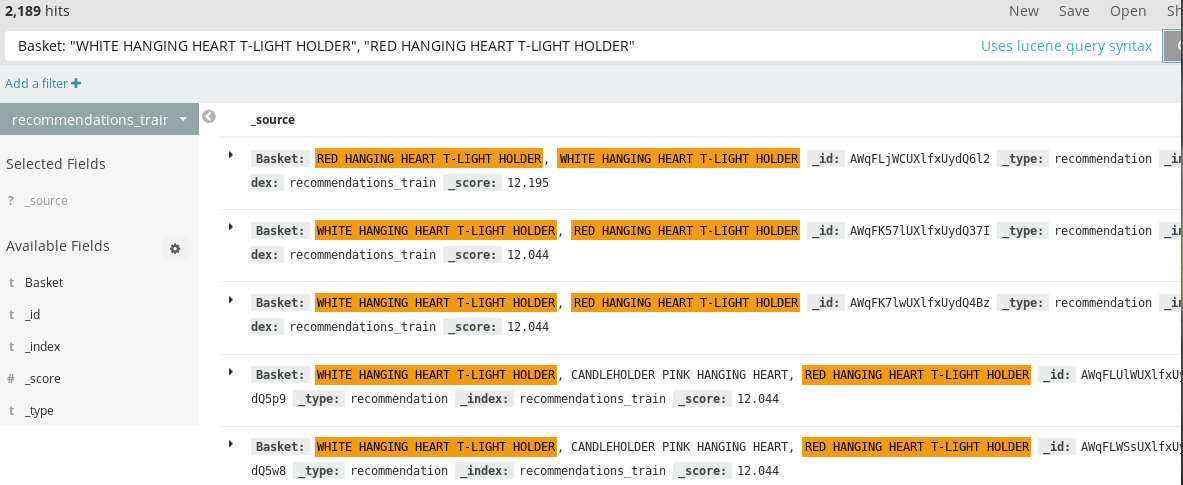 2,189 hits
New Save Open Sh
Basket: "WHITE HANGING HEART T-LIGHT HOLDER", "RED HANGING HEART T-LIGHT HOLDER"
Uses lucene query syntax
Add a filter +
recommendations_trair
Selected Fields
? _source
Available Fields
t Basket
t _id
t _index
# _score
t _type
_source
Basket: RED HANGING HEART T-LIGHT HOLDER, WHITE HANGING HEART T-LIGHT HOLDER _id: AWqFLjWCUXlfxUydQ6l2 _type: recommendation _in
dex: recommendations_train _score: 12.195
Basket: WHITE HANGING HEART T-LIGHT HOLDER, RED HANGING HEART T-LIGHT HOLDER _id: AWqFK57lUXlfxUydQ37I _type: recommendation _in
dex: recommendations_train _score: 12.044
Basket: WHITE HANGING HEART T-LIGHT HOLDER, RED HANGING HEART T-LIGHT HOLDER _id: AWqFK7lwUXlfxUydQ4Bz _type: recommendation _in
dex: recommendations_train _score: 12.044
Basket: WHITE HANGING HEART T-LIGHT HOLDER, CANDLEHOLDER PINK HANGING HEART, RED HANGING HEART T-LIGHT HOLDER _id: AWqFLUlWUXlfxUy
dQ5p9 _type: recommendation _index: recommendations_train _score: 12.044
Basket: WHITE HANGING HEART T-LIGHT HOLDER, CANDLEHOLDER PINK HANGING HEART, RED HANGING HEART T-LIGHT HOLDER _id: AWqFLWSsUXlfxUy
dQ5w8 _type: recommendation _index: recommendations_train _score: 12.044